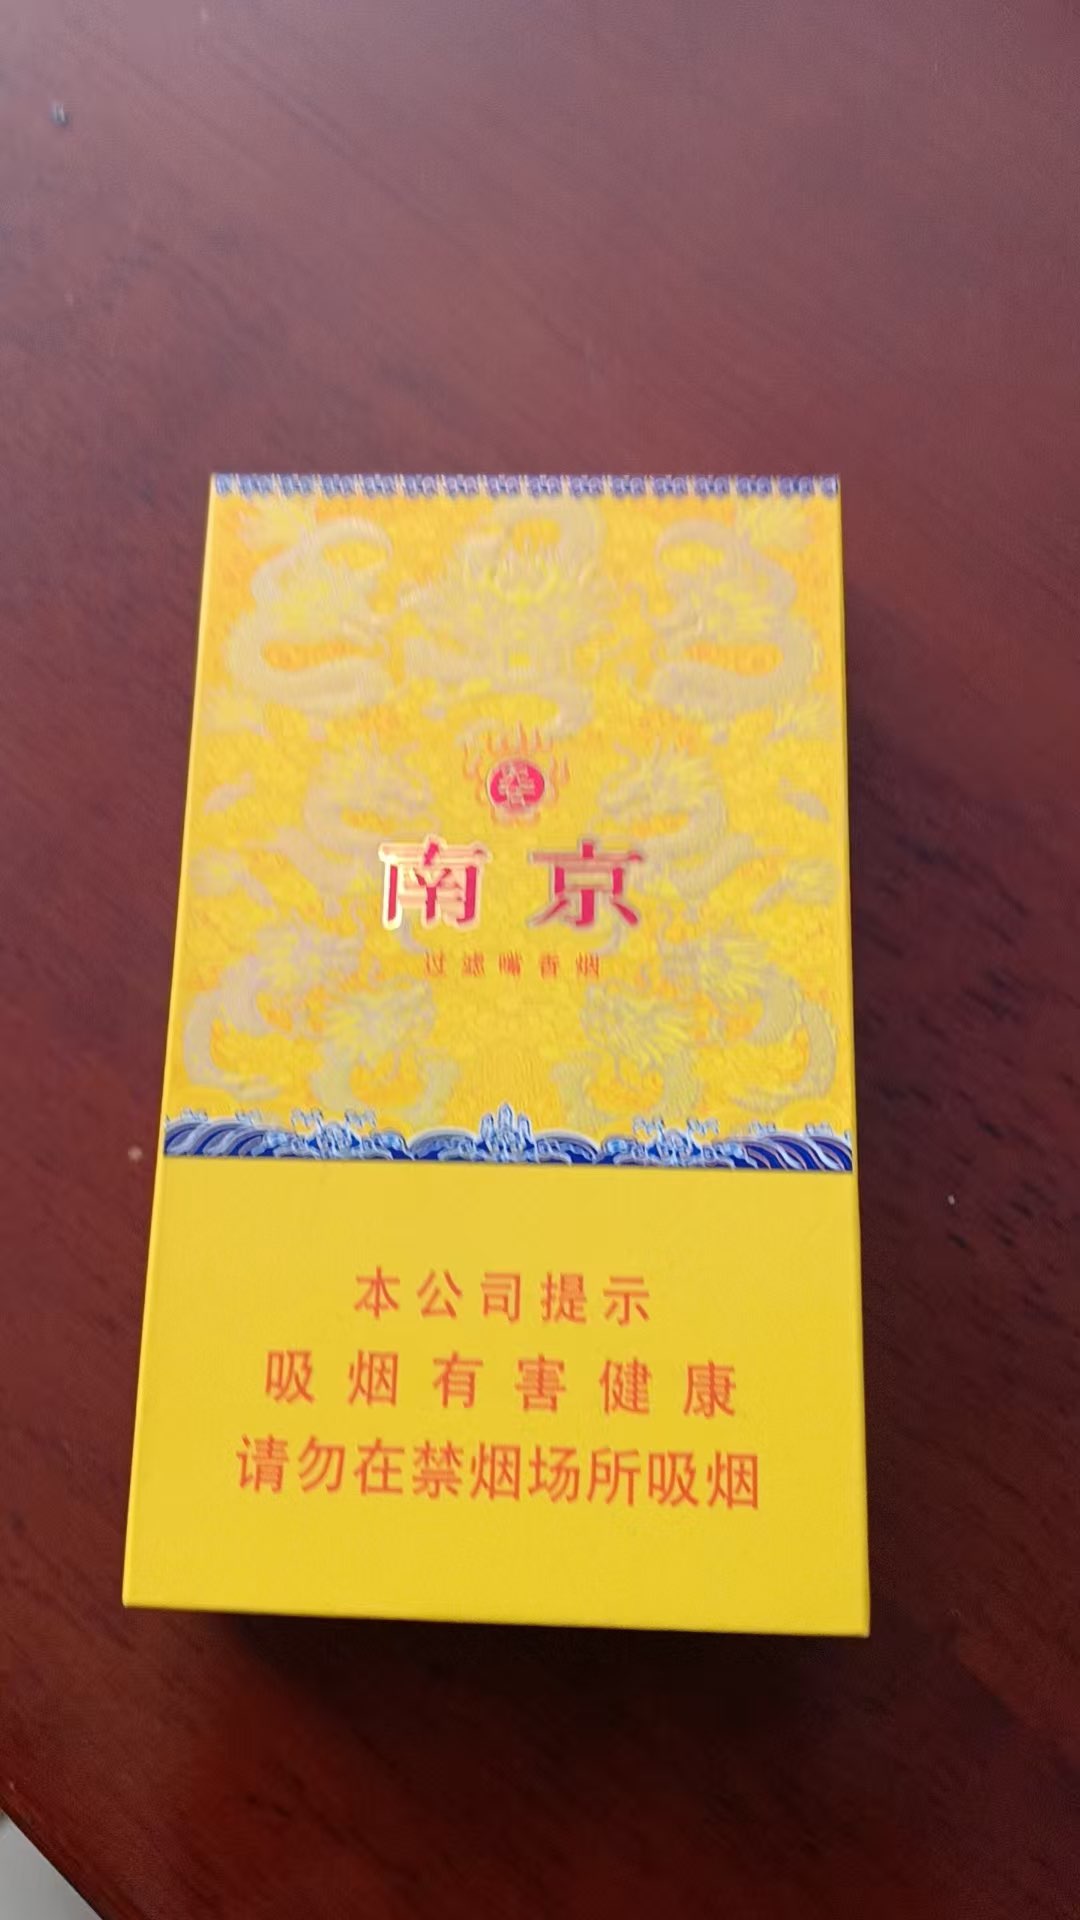 南京
过滤嘴香烟
本公司提示
吸烟有害健康
请勿在禁烟场所吸烟